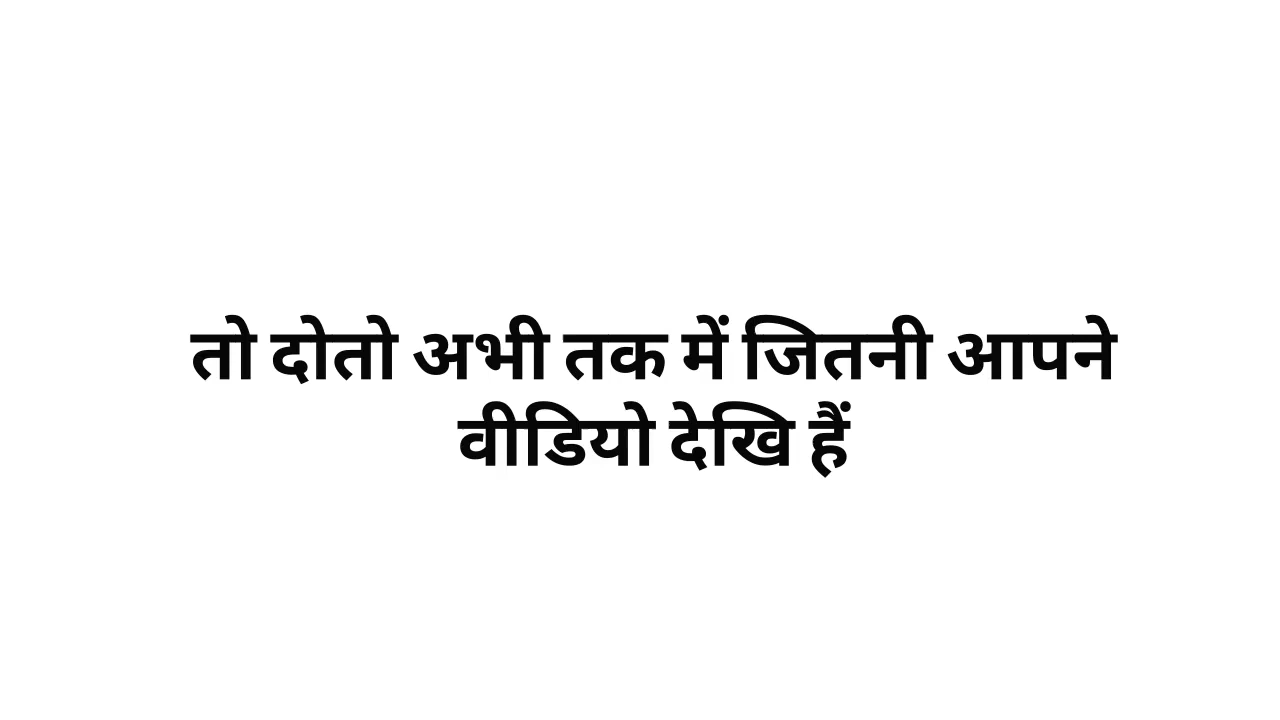 तो दोतो अभी तक में जितनी आपने
वीडियो देखि हैं